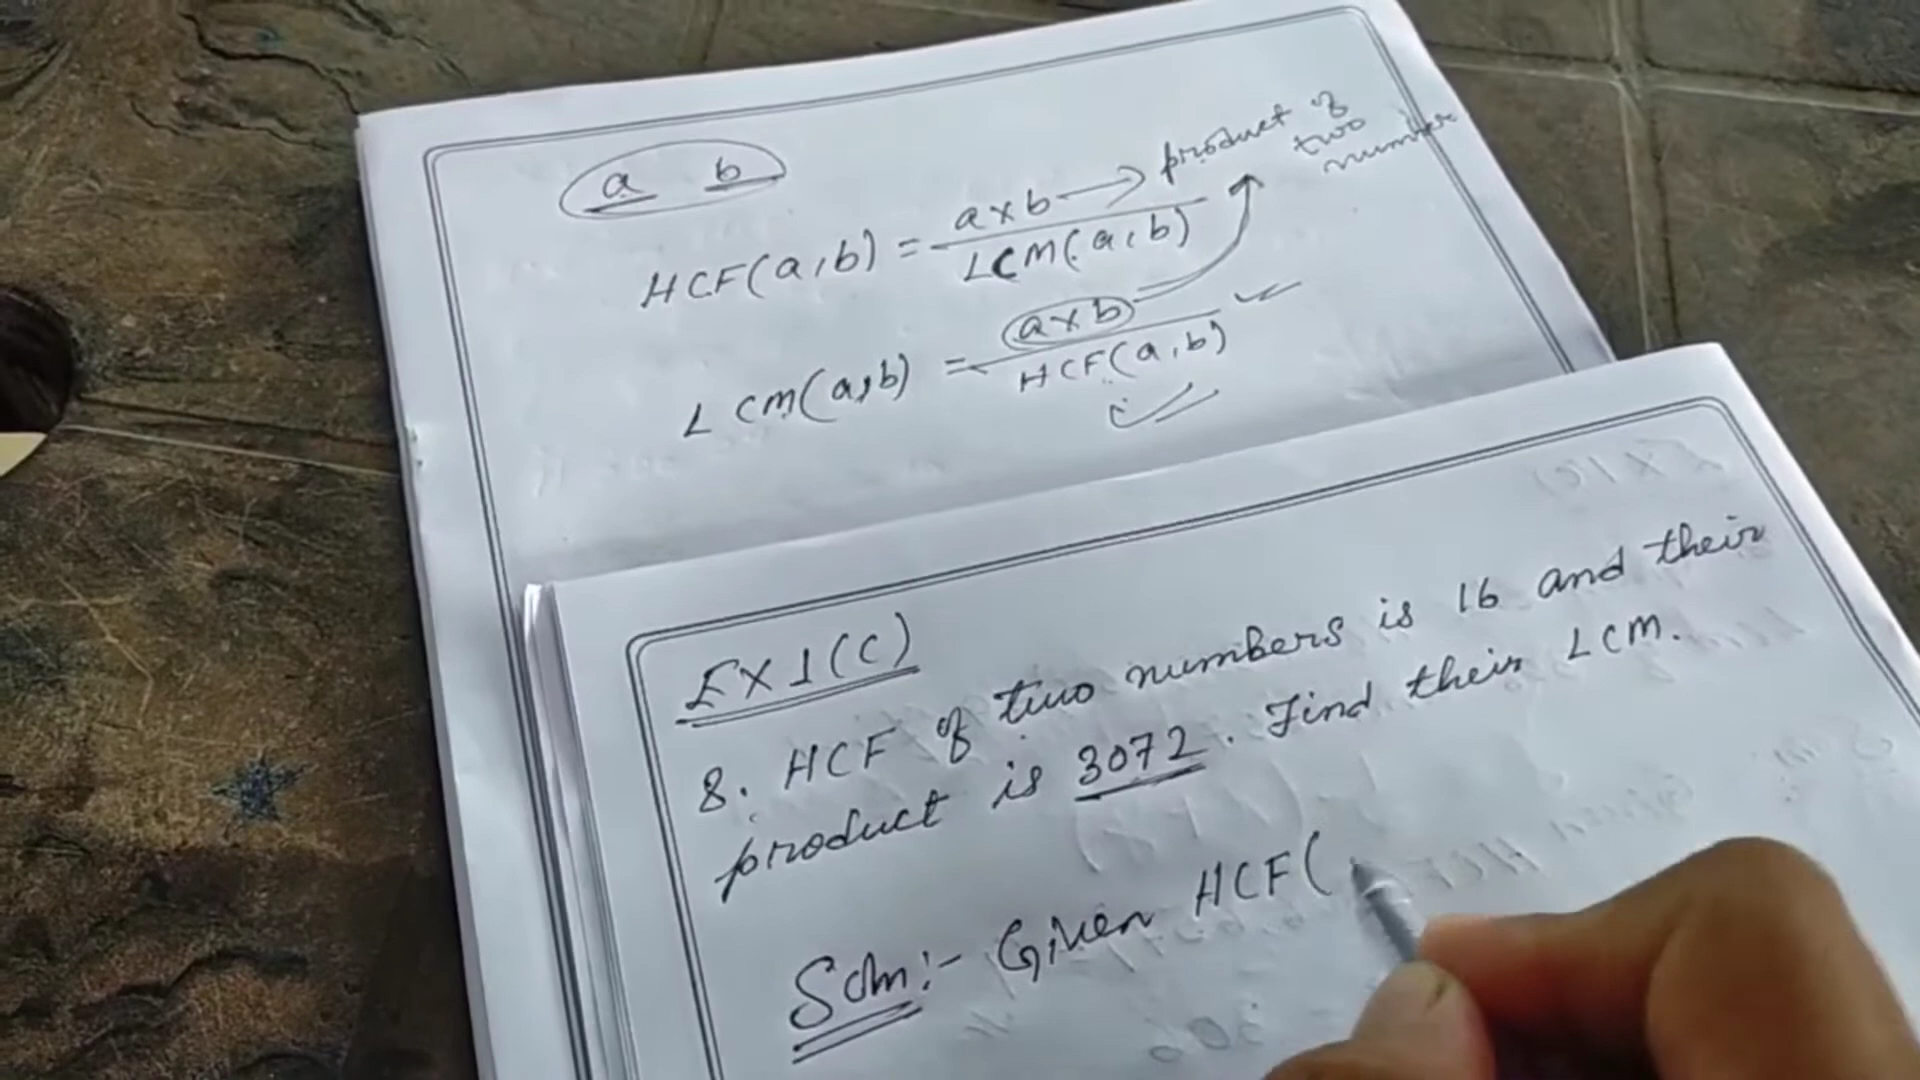 a b
HCF(a,b) = a×b → product of two number
LCM(a,b)
LCM(a,b) = a×b ✓
HCF(a,b)
EX 1(C)
8. HCF of two numbers is 16 and their
product is 3072. Find their LCM.
Soln:- Given HCF(